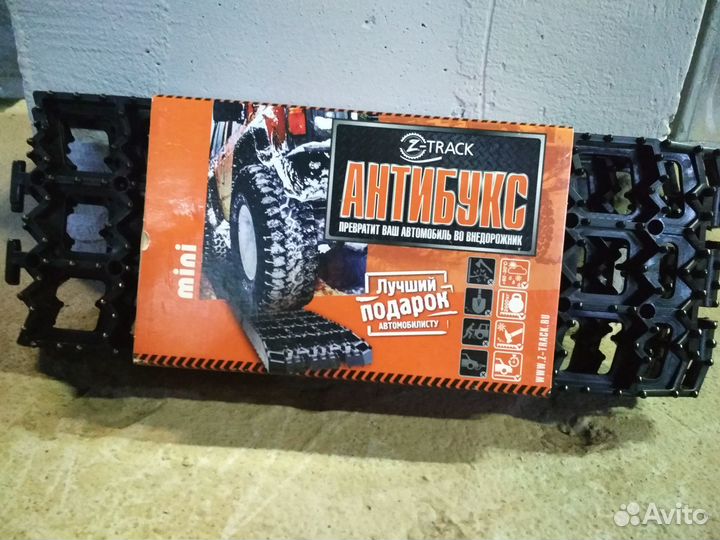 Z-TRACK
АНТИБУКС
ПРЕВРАТИТ ВАШ АВТОМОБИЛЬ ВО ВНЕДОРОЖНИК
mini
Лучший
подарок
автомобилисту
WWW.Z-TRACK.RU
Avito